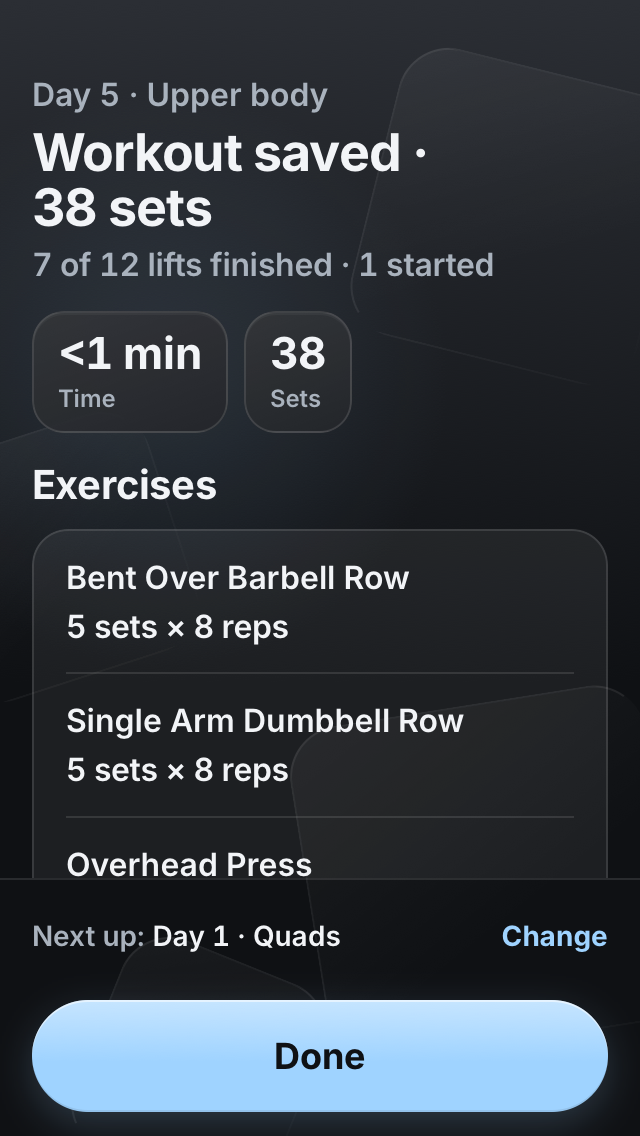 Day 5 · Upper body
Workout saved ·
38 sets
7 of 12 lifts finished · 1 started
<1 min
Time
38
Sets
Exercises
Bent Over Barbell Row
5 sets × 8 reps
Single Arm Dumbbell Row
5 sets × 8 reps
Overhead Press
Next up: Day 1 · Quads
Change
Done